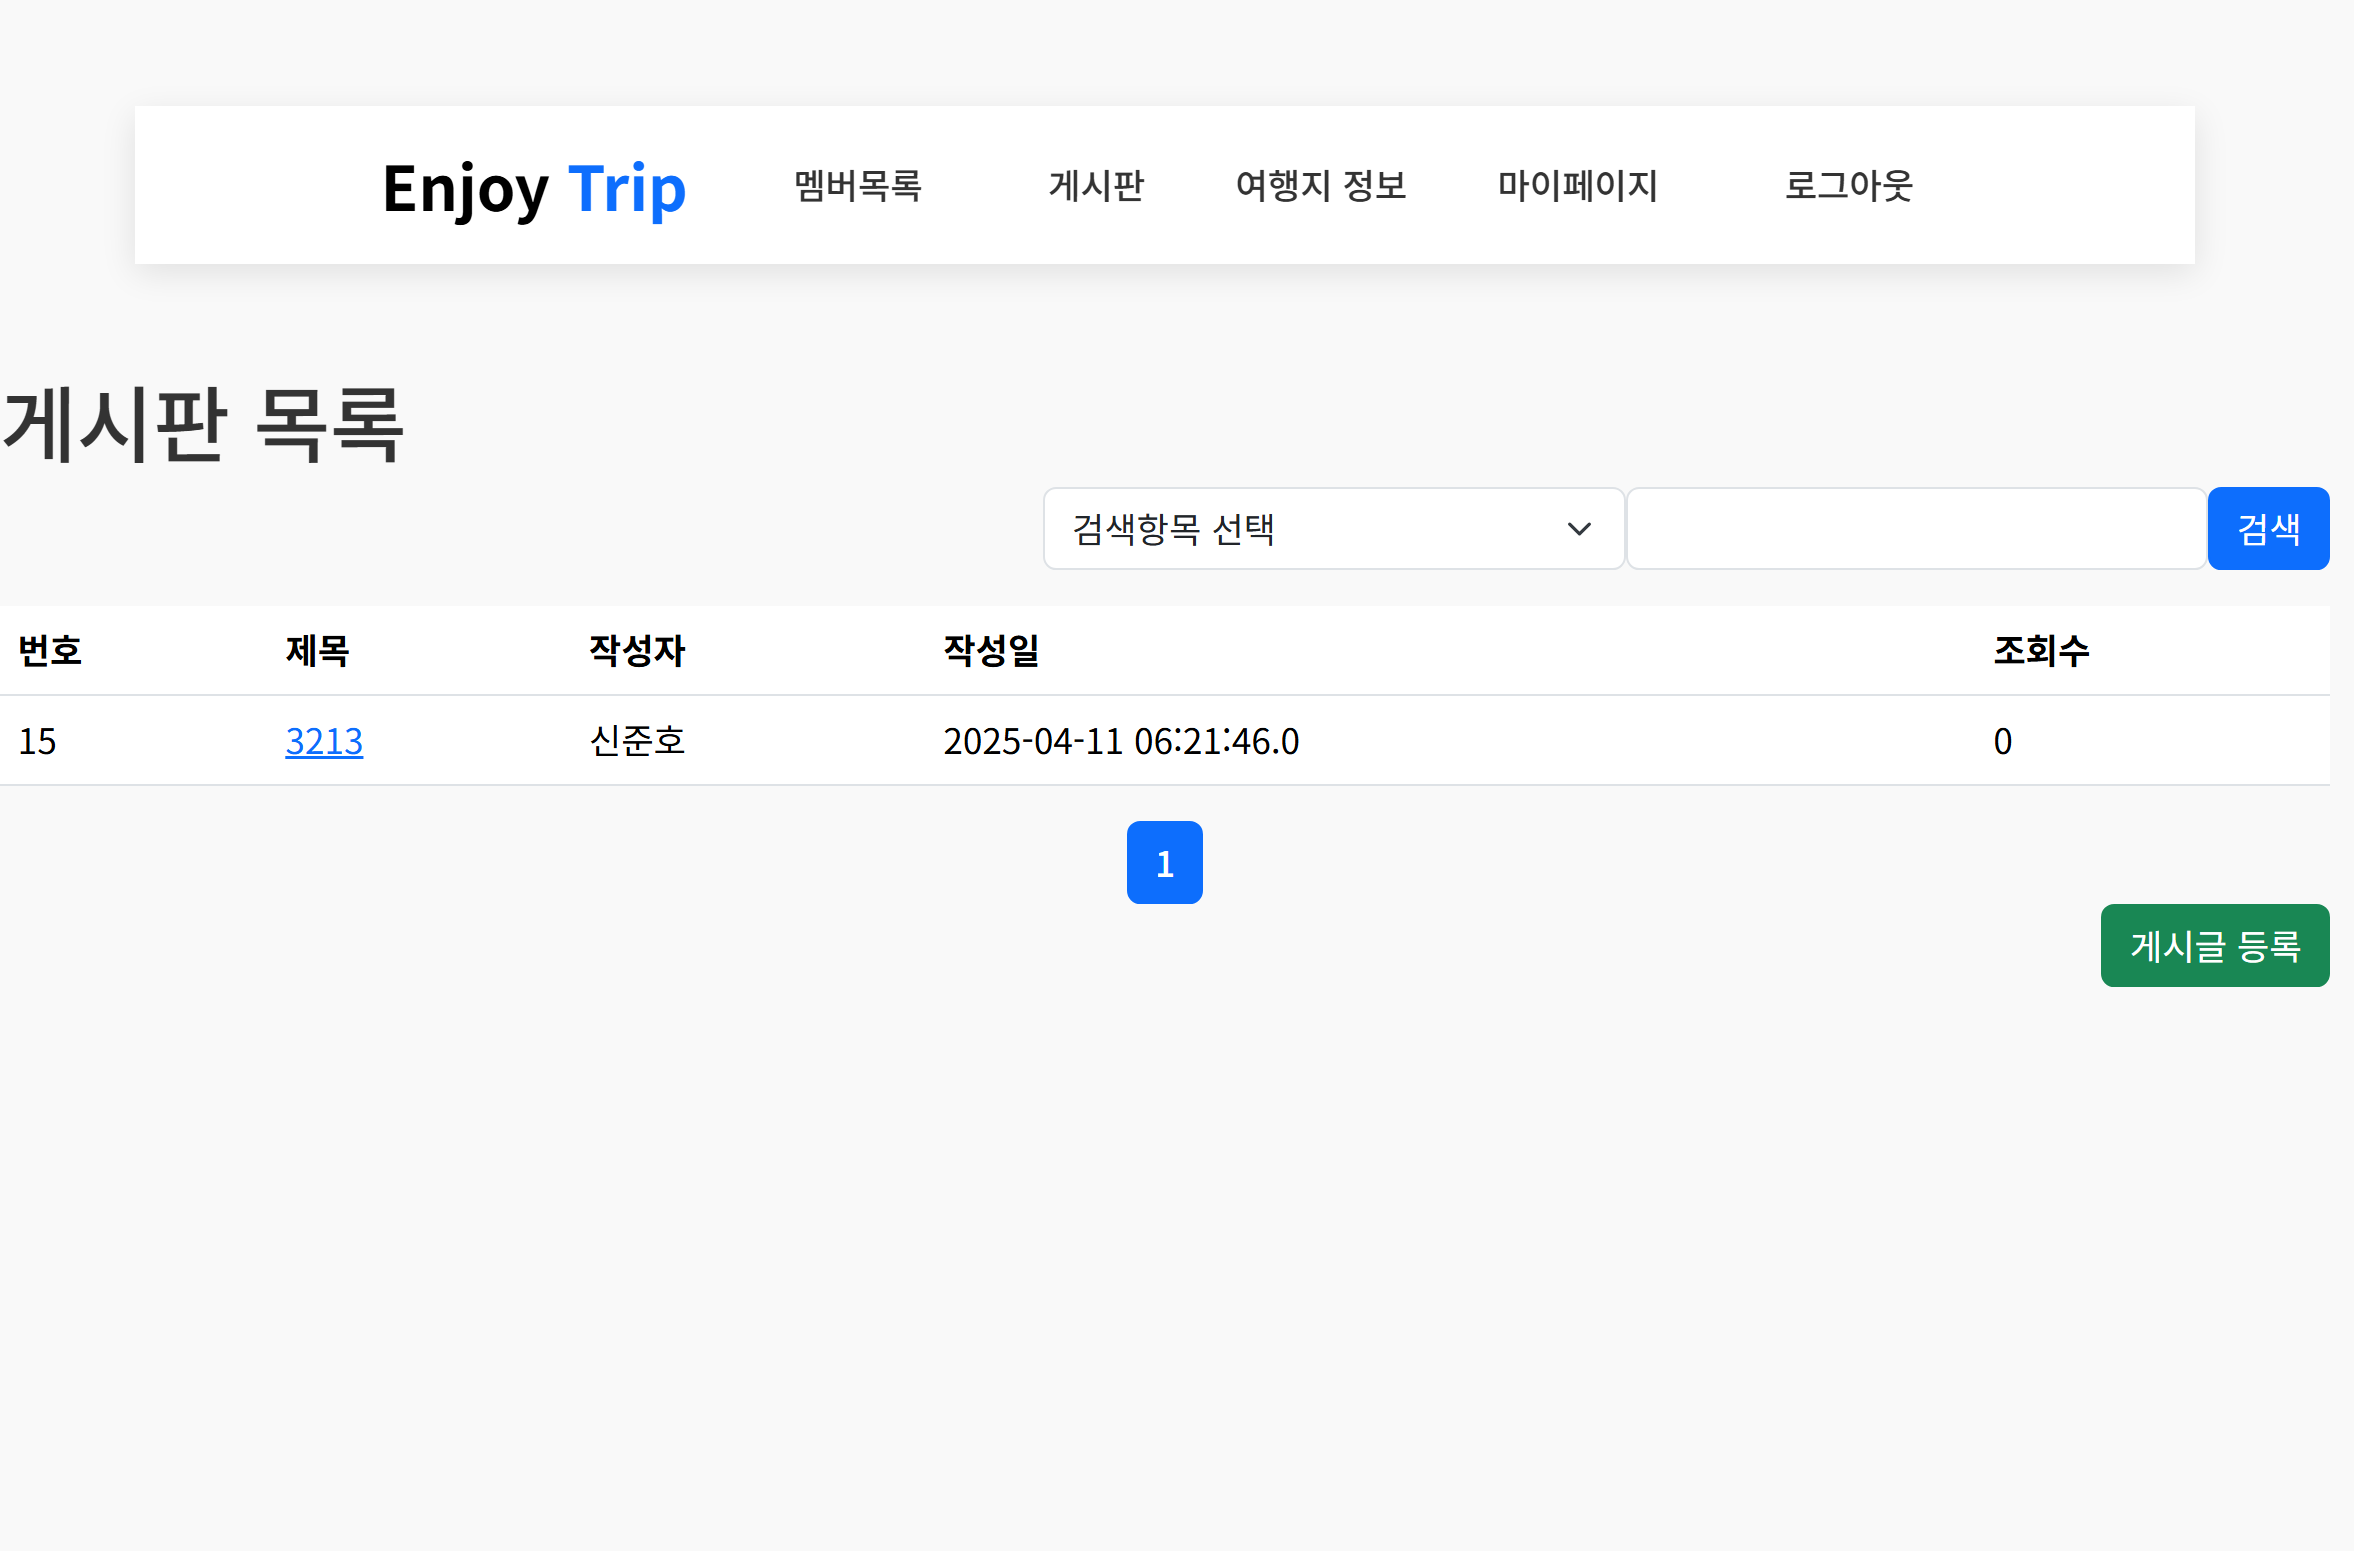 Enjoy Trip 멤버목록 게시판 여행지 정보 마이페이지 로그아웃
게시판 목록
검색항목 선택 검색
번호 제목 작성자 작성일 조회수
15 3213 신준호 2025-04-11 06:21:46.0 0
1
게시글 등록